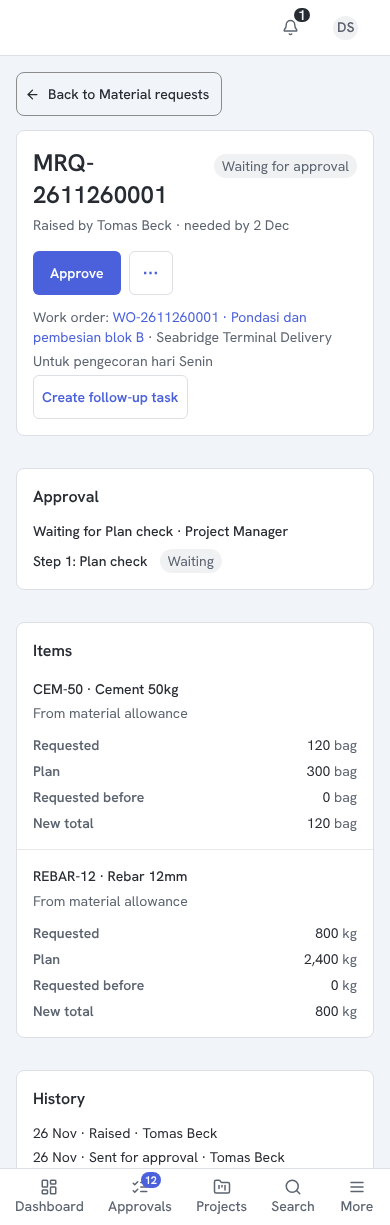 1
DS
← Back to Material requests
MRQ-
2611260001
Waiting for approval
Raised by Tomas Beck · needed by 2 Dec
Approve
···
Work order: WO-2611260001 · Pondasi dan
pembesian blok B · Seabridge Terminal Delivery
Untuk pengecoran hari Senin
Create follow-up task
Approval
Waiting for Plan check · Project Manager
Step 1: Plan check Waiting
Items
CEM-50 · Cement 50kg
From material allowance
Requested 120 bag
Plan 300 bag
Requested before 0 bag
New total 120 bag
REBAR-12 · Rebar 12mm
From material allowance
Requested 800 kg
Plan 2,400 kg
Requested before 0 kg
New total 800 kg
History
26 Nov · Raised · Tomas Beck
26 Nov · Sent for approval · Tomas Beck
12
Dashboard Approvals Projects Search More